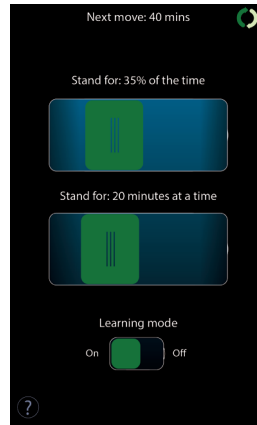 Next move: 40 mins
Stand for: 35% of the time
Stand for: 20 minutes at a time
Learning mode
On Off
?